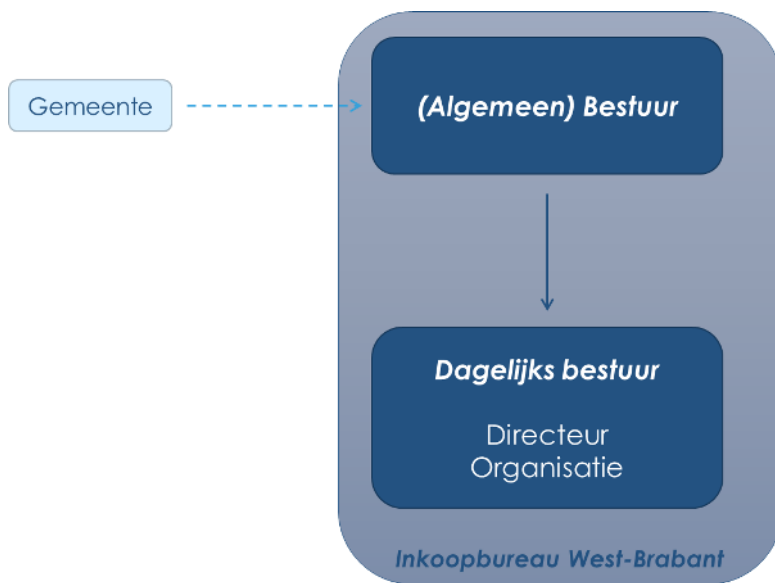 Gemeente
(Algemeen) Bestuur
Dagelijks bestuur
Directeur
Organisatie
Inkoopbureau West-Brabant